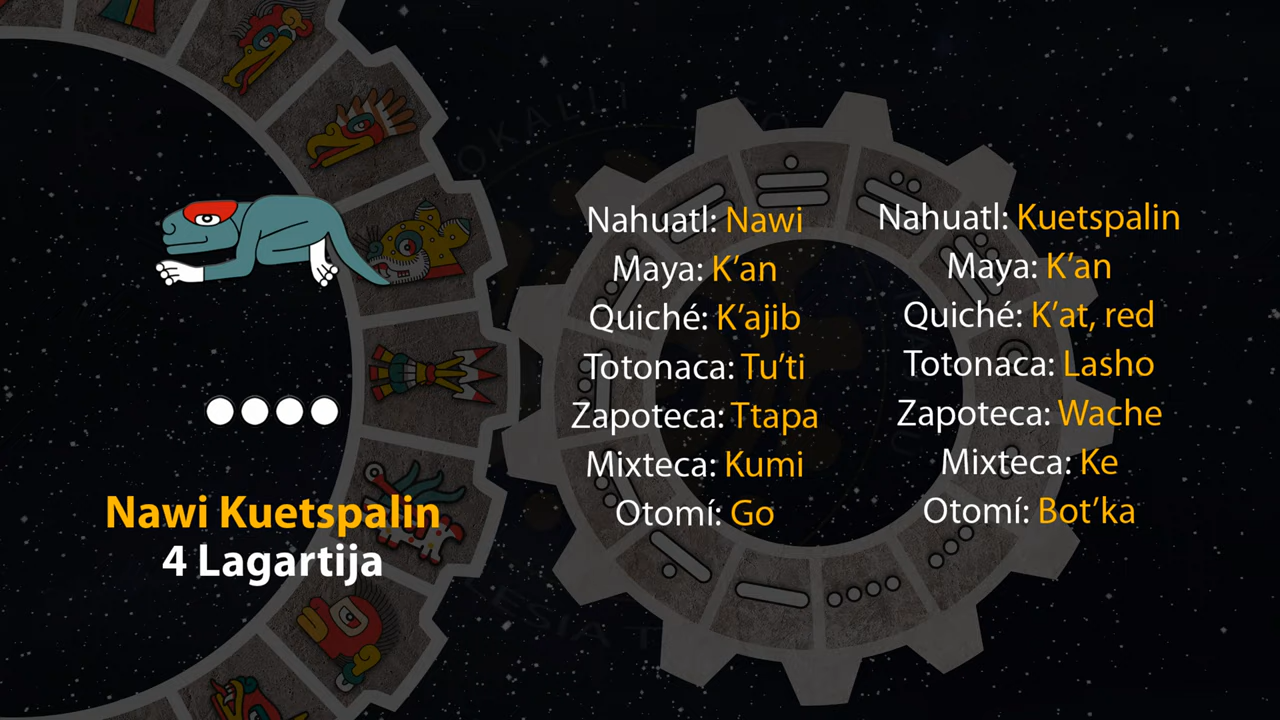 Nawi Kuetspalin
4 Lagartija
Nahuatl: Nawi
Maya: K’an
Quiché: K’ajib
Totonaca: Tu’ti
Zapoteca: Ttapa
Mixteca: Kumi
Otomí: Go
Nahuatl: Kuetspalin
Maya: K’an
Quiché: K’at, red
Totonaca: Lasho
Zapoteca: Wache
Mixteca: Ke
Otomí: Bot’ka